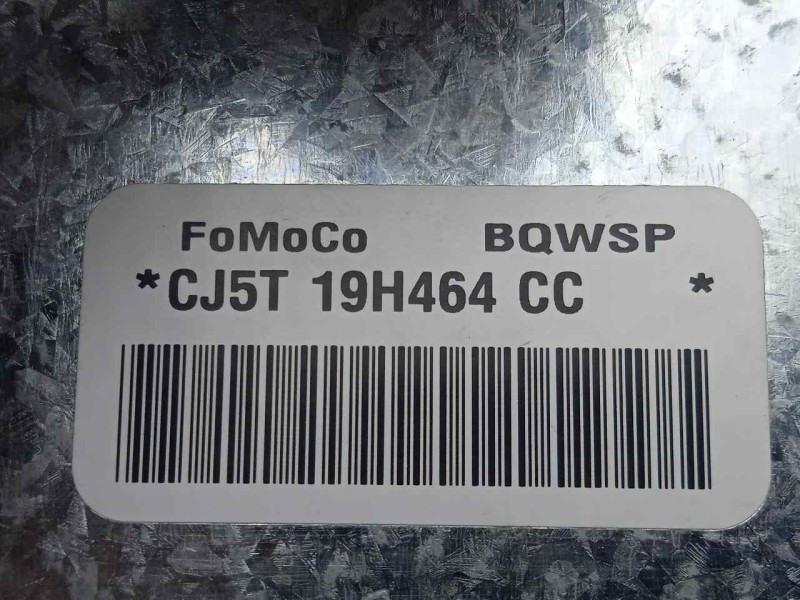 FoMoCo BQWSP
*CJ5T 19H464 CC *